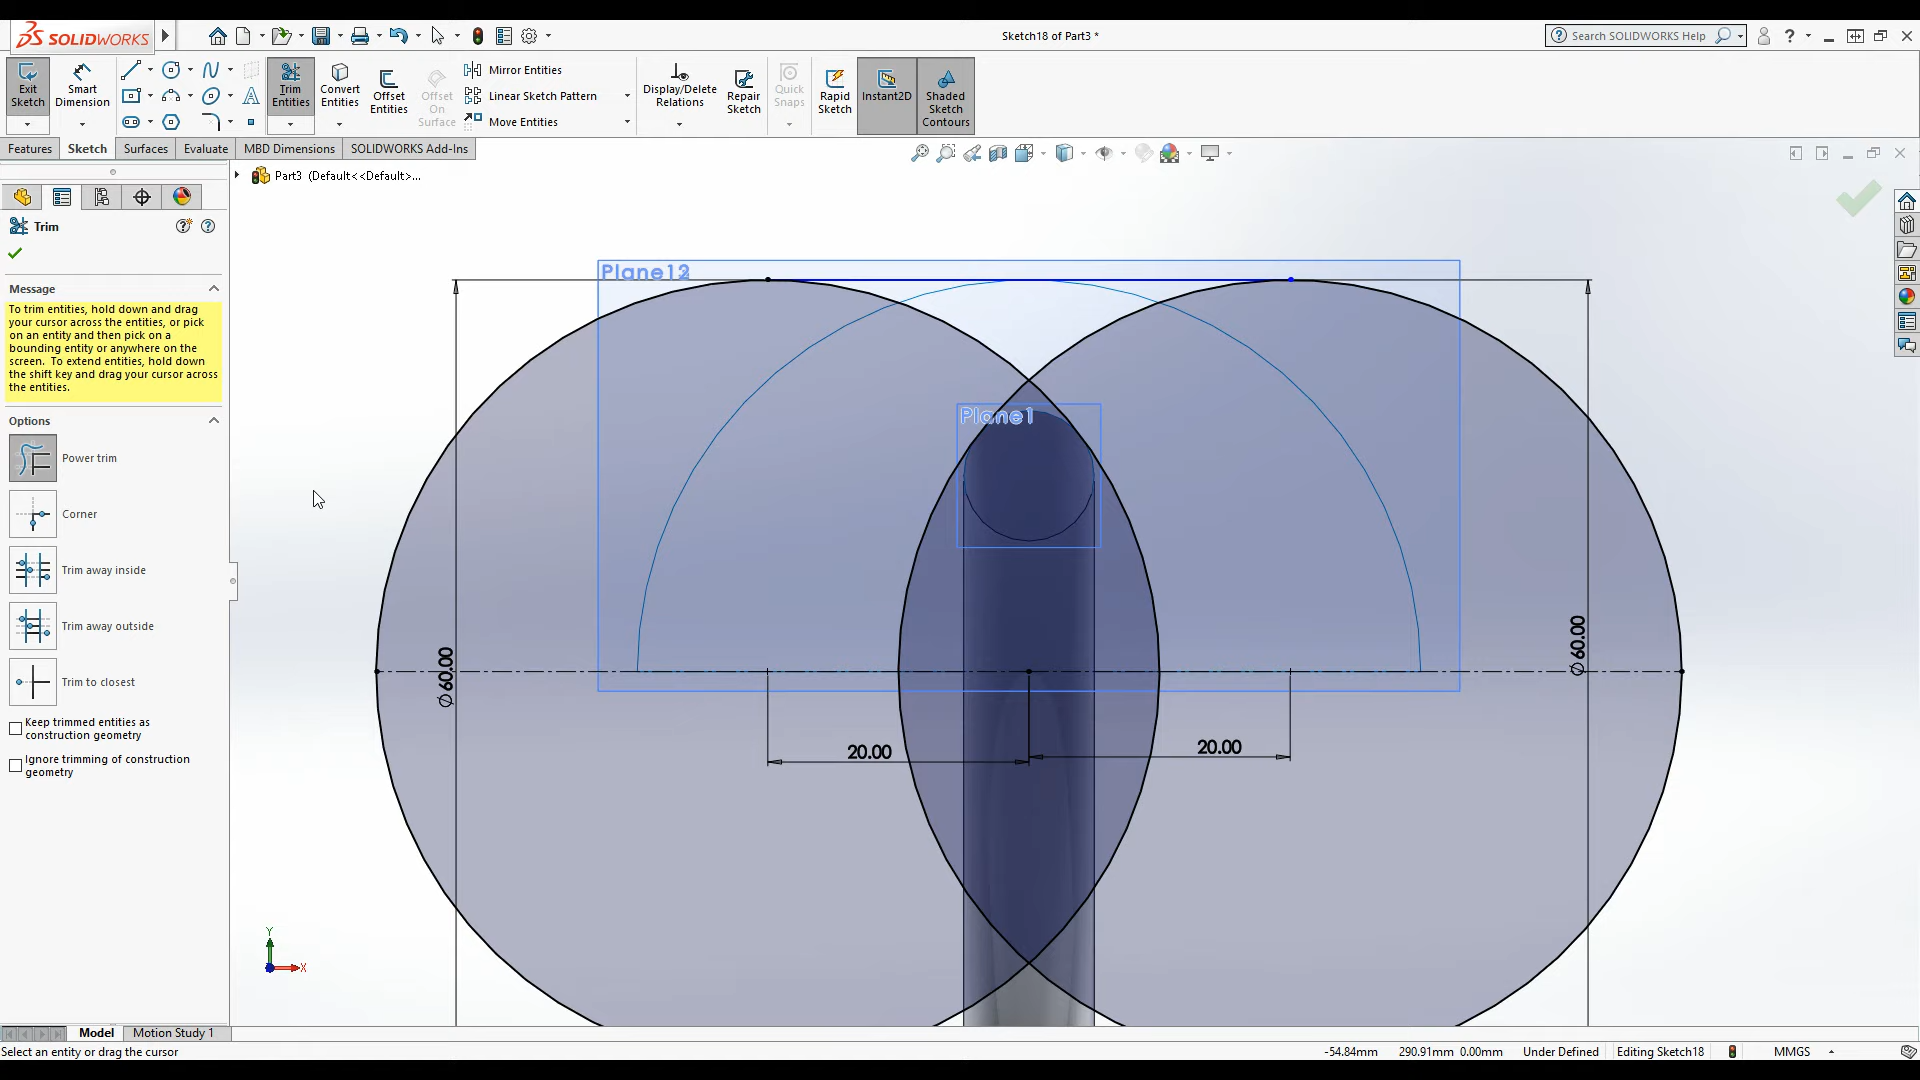 SOLIDWORKS
Sketch18 of Part3 *
Search SOLIDWORKS Help
Exit Sketch
Smart Dimension
Trim Entities
Convert Entities
Offset Entities
Offset On Surface
Mirror Entities
Linear Sketch Pattern
Move Entities
Display/Delete Relations
Repair Sketch
Quick Snaps
Rapid Sketch
Instant2D
Shaded Sketch Contours
Features
Sketch
Surfaces
Evaluate
MBD Dimensions
SOLIDWORKS Add-Ins
Part3 (Default<<Default>...
Trim
Message
To trim entities, hold down and drag
your cursor across the entities, or pick
on an entity and then pick on a
bounding entity or anywhere on the
screen. To extend entities, hold down
the shift key and drag your cursor across
the entities.
Options
Power trim
Corner
Trim away inside
Trim away outside
Trim to closest
Keep trimmed entities as
construction geometry
Ignore trimming of construction
geometry
Plane1
⌀60.00
⌀60.00
20.00
20.00
Y
X
Model
Motion Study 1
Select an entity or drag the cursor
-54.84mm
290.91mm
0.00mm
Under Defined
Editing Sketch18
MMGS